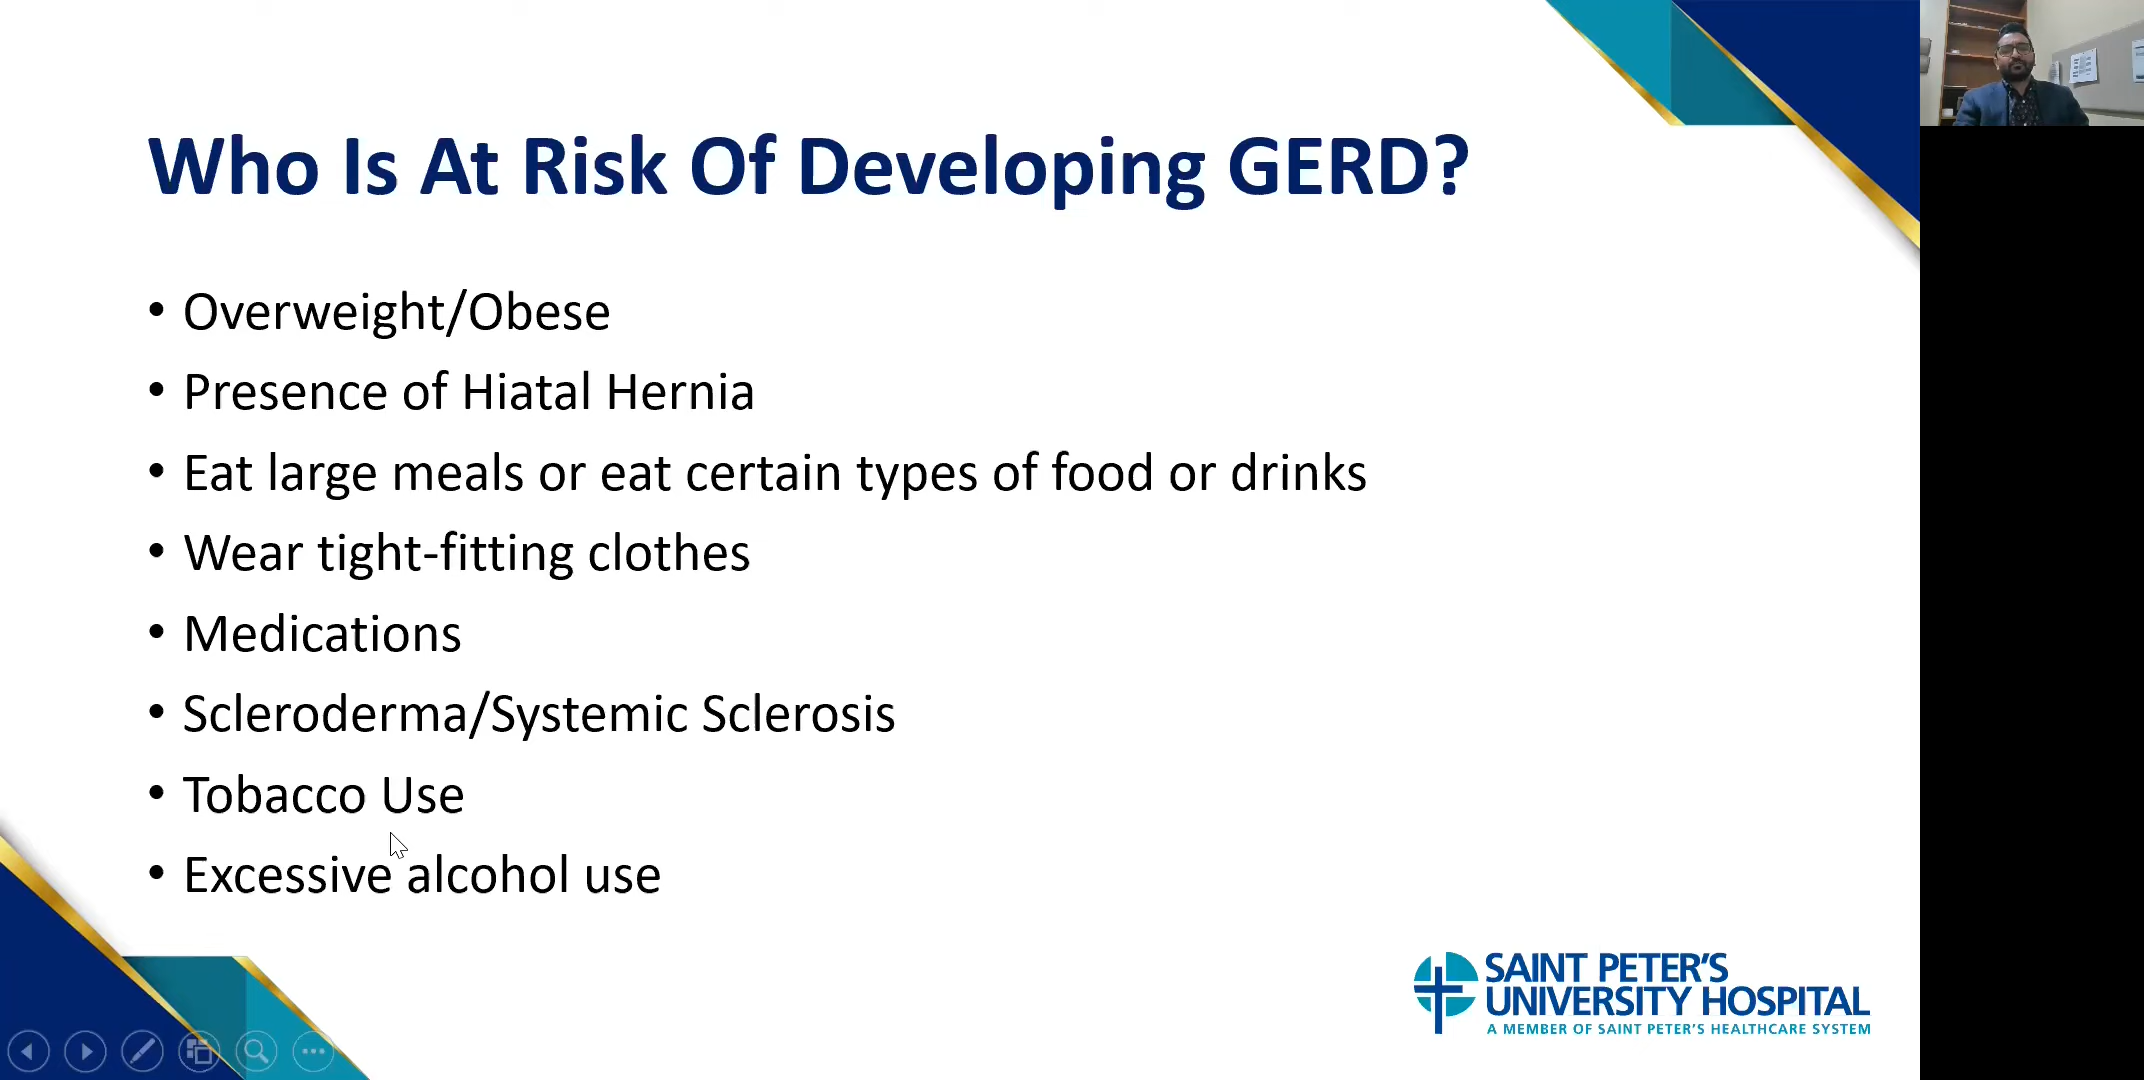 Who Is At Risk Of Developing GERD?
• Overweight/Obese
• Presence of Hiatal Hernia
• Eat large meals or eat certain types of food or drinks
• Wear tight-fitting clothes
• Medications
• Scleroderma/Systemic Sclerosis
• Tobacco Use
• Excessive alcohol use
SAINT PETER'S
UNIVERSITY HOSPITAL
A MEMBER OF SAINT PETER'S HEALTHCARE SYSTEM